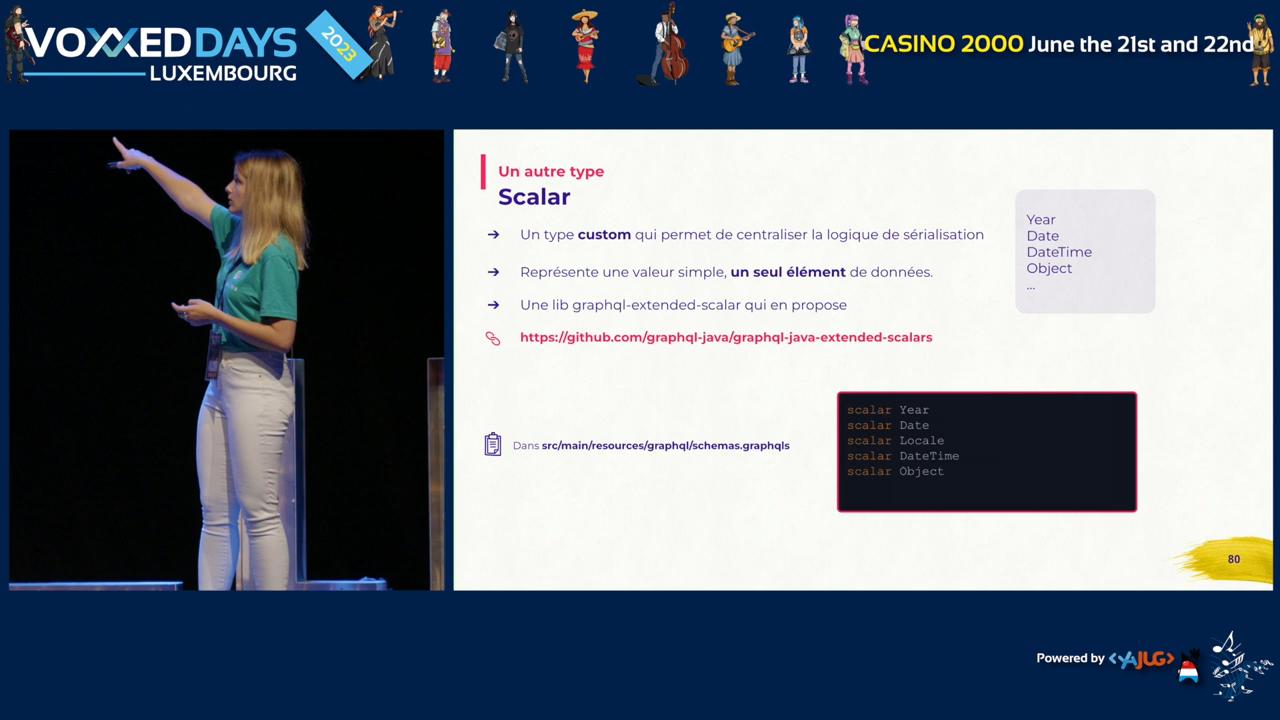 VOXXED DAYS
LUXEMBOURG
2023
CASINO 2000 June the 21st and 22nd
Un autre type
Scalar
➔ Un type custom qui permet de centraliser la logique de sérialisation
➔ Représente une valeur simple, un seul élément de données.
➔ Une lib graphql-extended-scalar qui en propose
https://github.com/graphql-java/graphql-java-extended-scalars
Year
Date
DateTime
Object
...
Dans src/main/resources/graphql/schemas.graphqls
scalar Year
scalar Date
scalar Locale
scalar DateTime
scalar Object
80
Powered by <YAJUG>